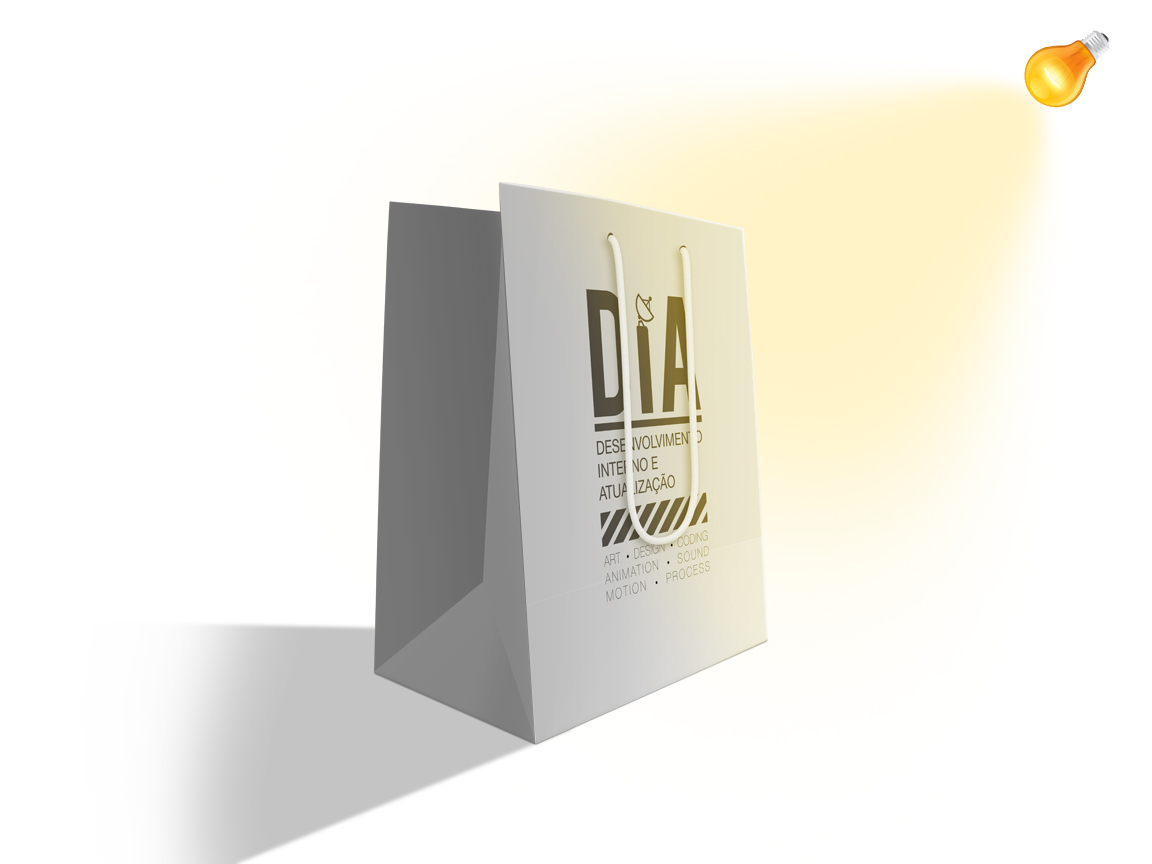 DiA
DESENVOLVIMENTO
INTERNO E
ATUALIZAÇÃO
ART • DESIGN • CODING
ANIMATION • SOUND
MOTION • PROCESS